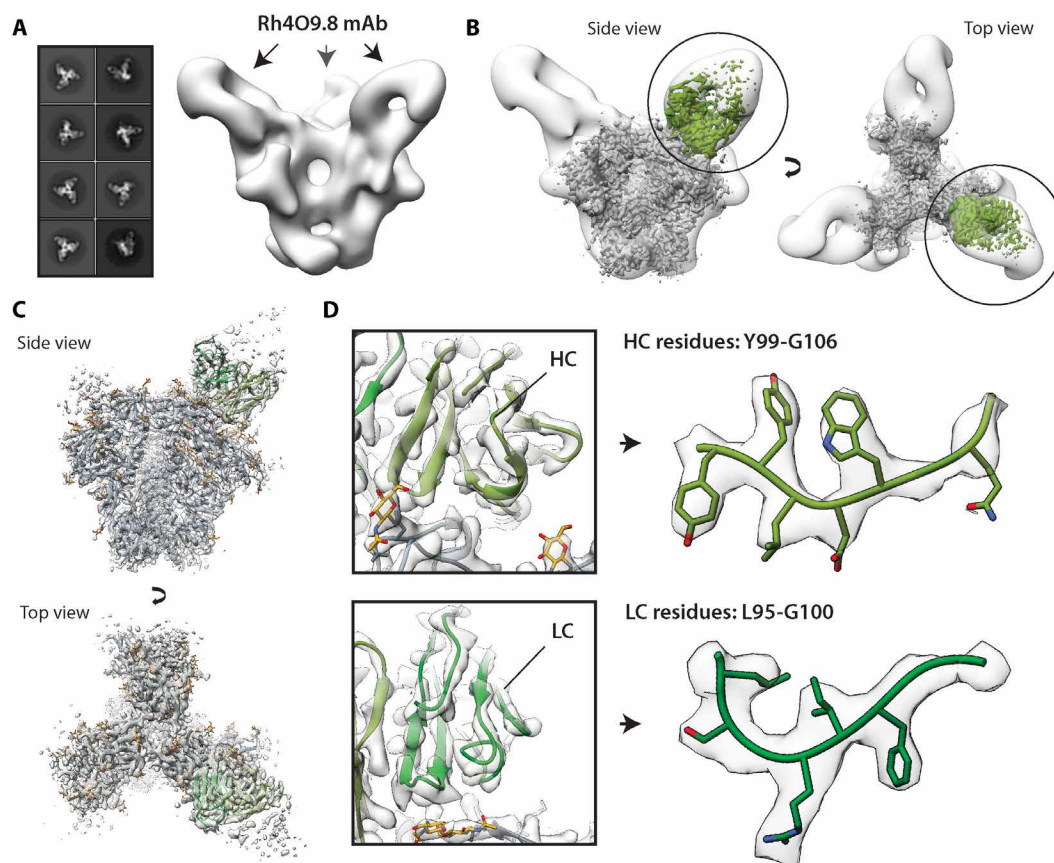 A
Rh4O9.8 mAb
B
Side view
Top view
C
Side view
Top view
D
HC
HC residues: Y99-G106
LC
LC residues: L95-G100